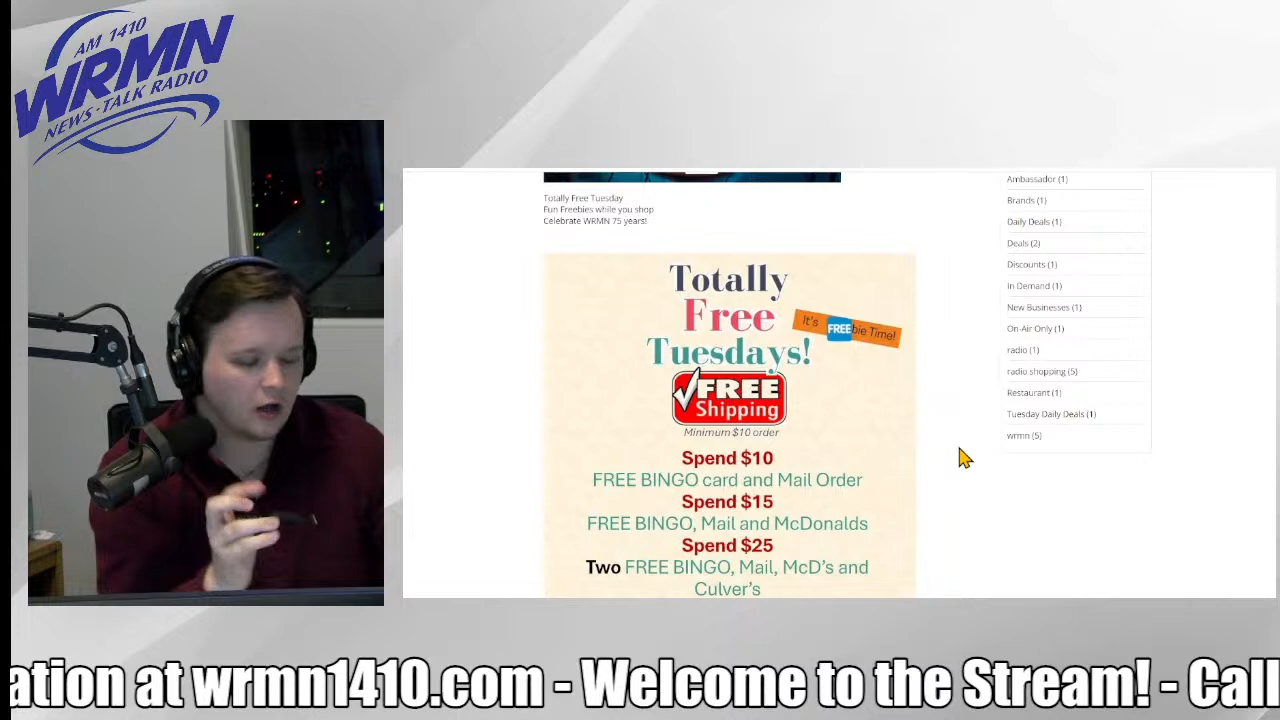 AM 1410
WRMN
NEWS·TALK RADIO
Totally Free Tuesday
Fun Freebies while you shop
Celebrate WRMN 75 years!
Totally
Free
Tuesdays!
It's FREEbie Time!
FREE
Shipping
Minimum $10 order
Spend $10
FREE BINGO card and Mail Order
Spend $15
FREE BINGO, Mail and McDonalds
Spend $25
Two FREE BINGO, Mail, McD's and
Culver's
Ambassador (1)
Brands (1)
Daily Deals (1)
Deals (2)
Discounts (1)
In Demand (1)
New Businesses (1)
On-Air Only (1)
radio (1)
radio shopping (5)
Restaurant (1)
Tuesday Daily Deals (1)
wrmn (5)
ation at wrmn1410.com - Welcome to the Stream! - Call